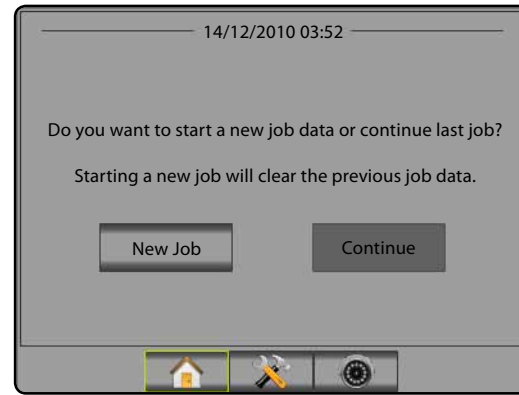 14/12/2010 03:52
Do you want to start a new job data or continue last job?
Starting a new job will clear the previous job data.
New Job
Continue